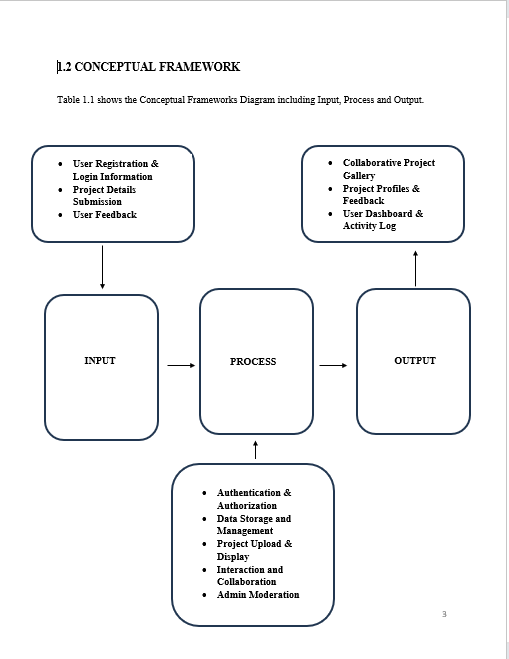 1.2 CONCEPTUAL FRAMEWORK
Table 1.1 shows the Conceptual Frameworks Diagram including Input, Process and Output.
• User Registration &
Login Information
• Project Details
Submission
• User Feedback
• Collaborative Project
Gallery
• Project Profiles &
Feedback
• User Dashboard &
Activity Log
INPUT
PROCESS
OUTPUT
• Authentication &
Authorization
• Data Storage and
Management
• Project Upload &
Display
• Interaction and
Collaboration
• Admin Moderation
3